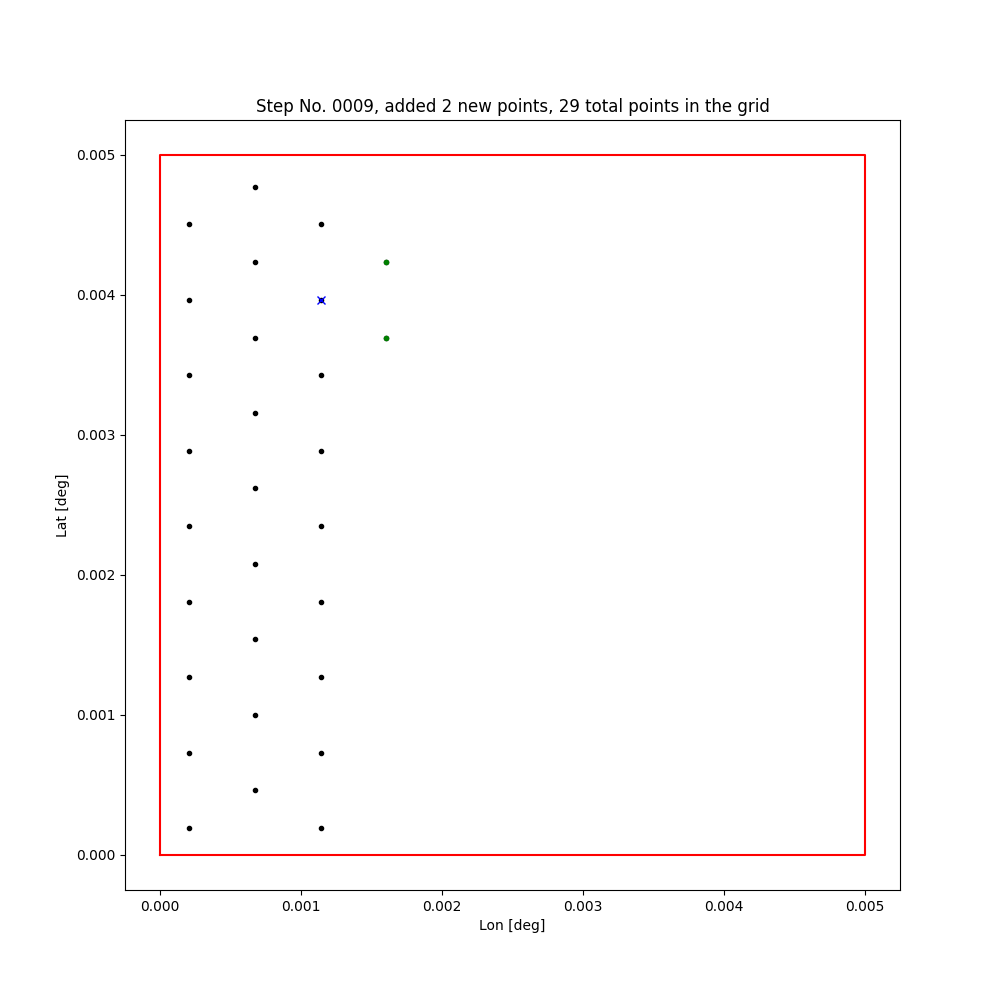 Step No. 0009, added 2 new points, 29 total points in the grid
0.005
0.004
0.003
0.002
0.001
0.000
Lat [deg]
0.000 0.001 0.002 0.003 0.004 0.005
Lon [deg]